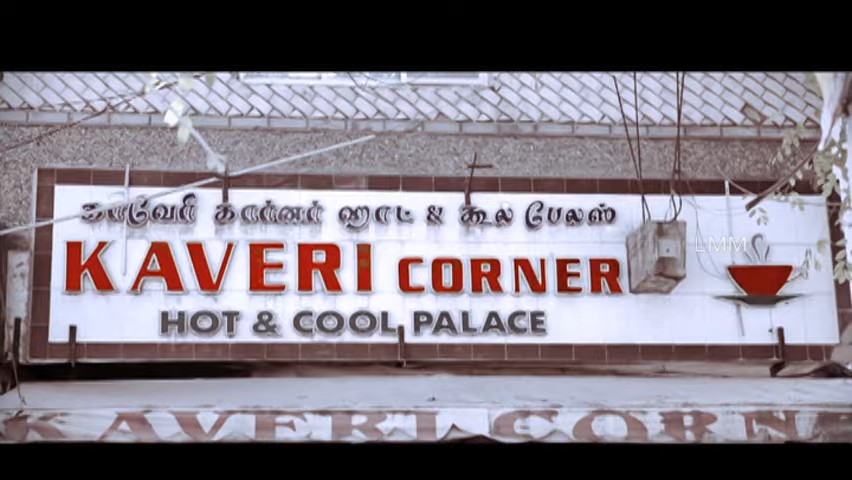 காவேரி கார்னர் ஹாட் & கூல் பேலஸ்
KAVERI CORNER
LMM
HOT & COOL PALACE
KAVERI CORN